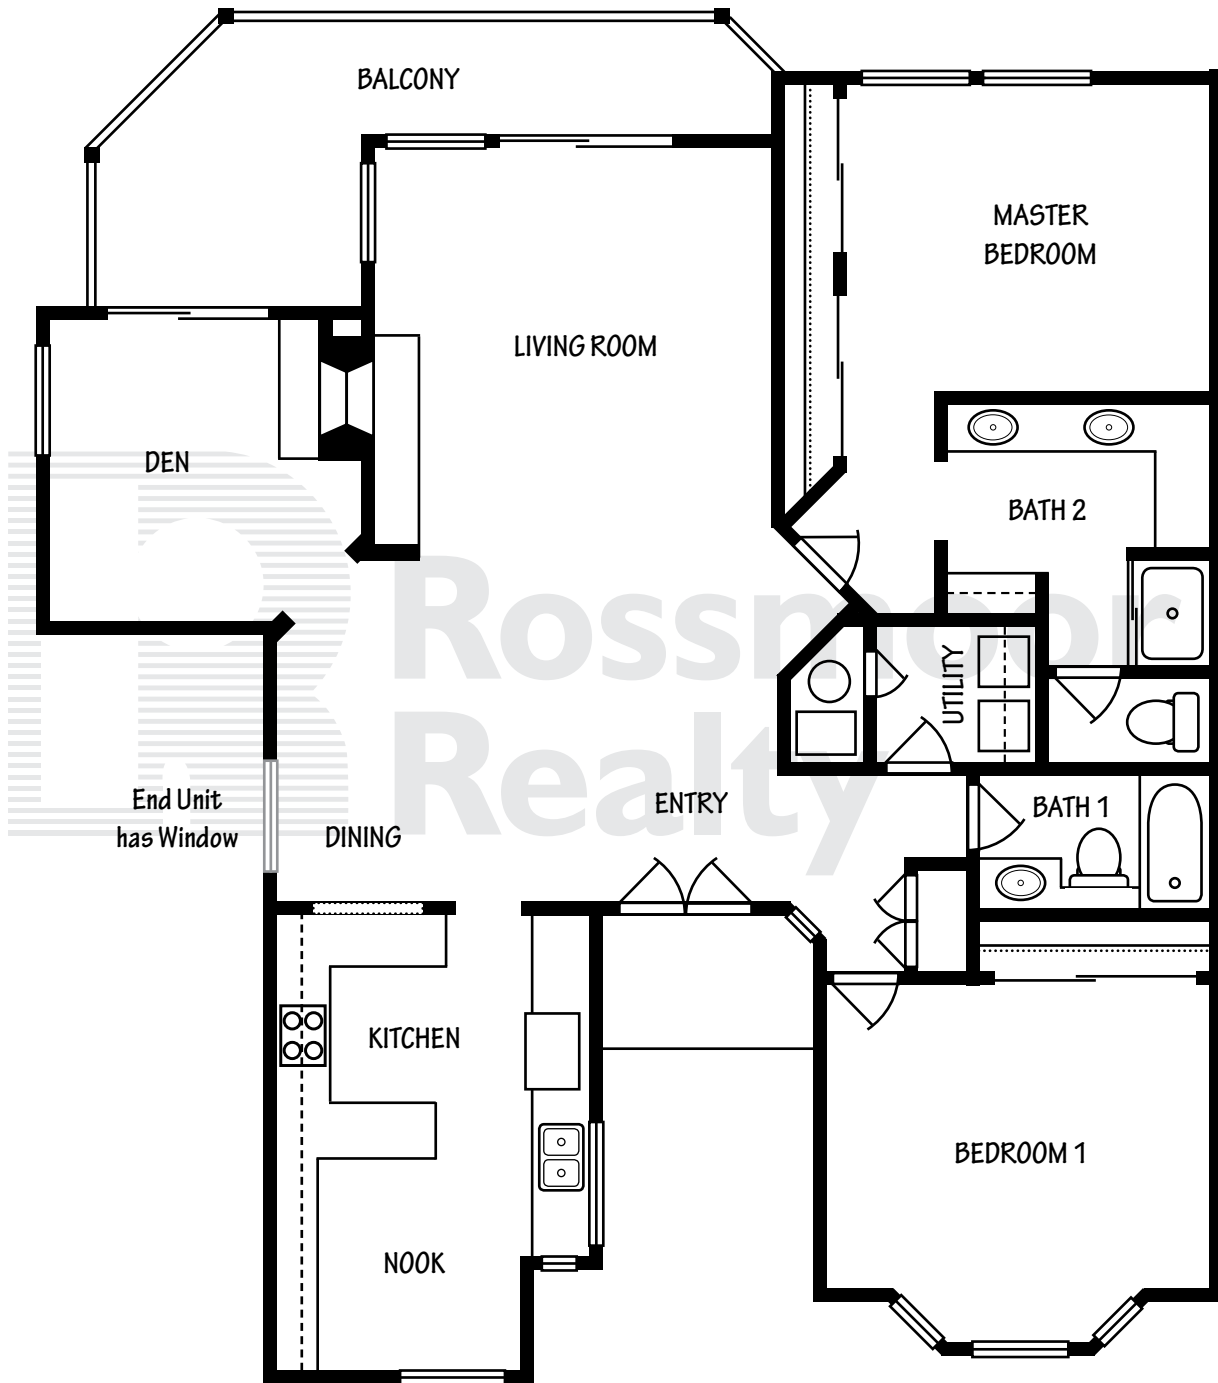 BALCONY
MASTER
BEDROOM
LIVING ROOM
DEN
BATH 2
Rossmoor
Realty
UTILITY
End Unit
has Window
DINING
ENTRY
BATH 1
KITCHEN
BEDROOM 1
NOOK